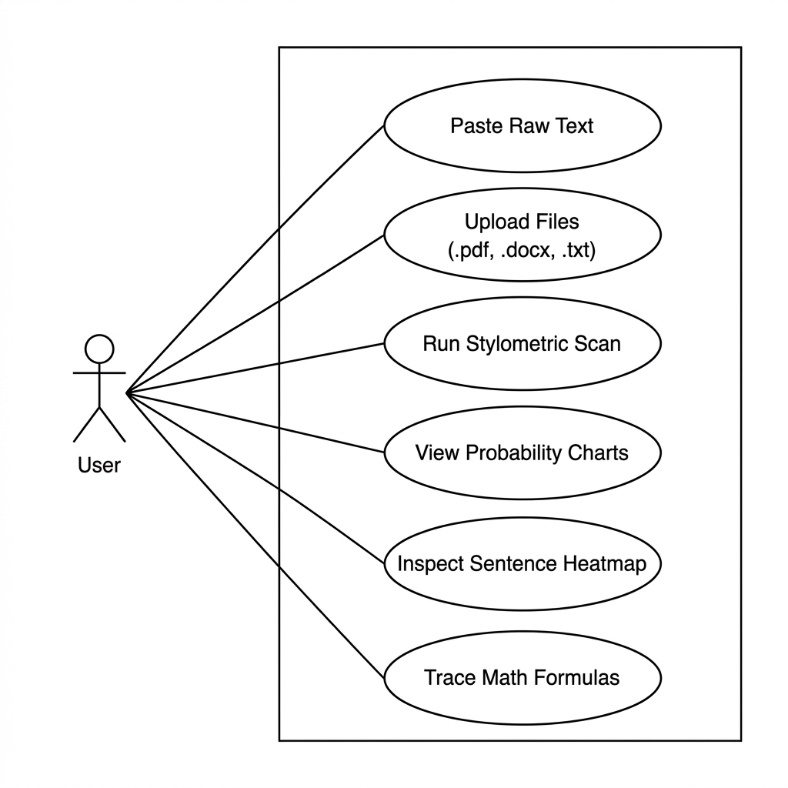 Paste Raw Text
Upload Files
(.pdf, .docx, .txt)
Run Stylometric Scan
View Probability Charts
User
Inspect Sentence Heatmap
Trace Math Formulas